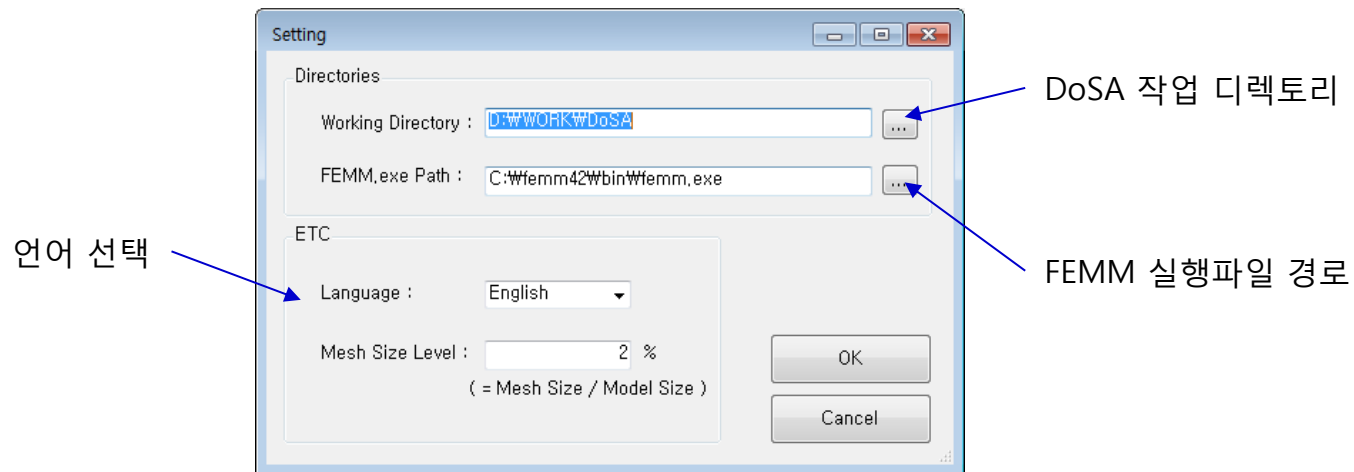 Setting
Directories
Working Directory : D:₩WORK₩DoSA ...
DoSA 작업 디렉토리
FEMM.exe Path : C:₩femm42₩bin₩femm.exe ...
FEMM 실행파일 경로
ETC
언어 선택
Language : English
Mesh Size Level : 2 %
( = Mesh Size / Model Size )
OK
Cancel